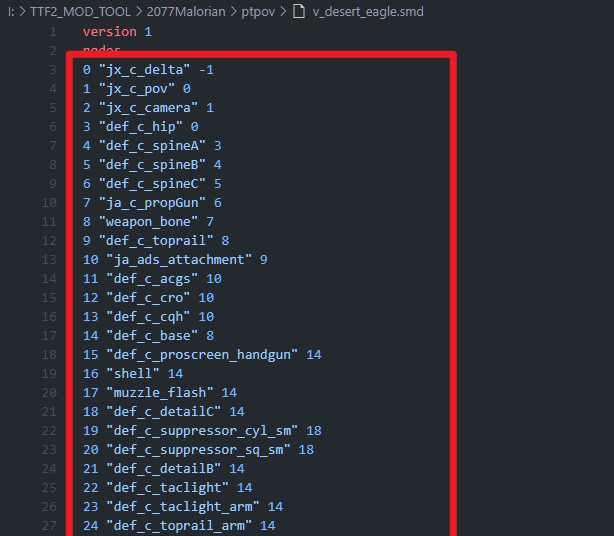 I: > TTF2_MOD_TOOL > 2077Malorian > ptpov > v_desert_eagle.smd
1 version 1
2 nodes
3 0 "jx_c_delta" -1
4 1 "jx_c_pov" 0
5 2 "jx_c_camera" 1
6 3 "def_c_hip" 0
7 4 "def_c_spineA" 3
8 5 "def_c_spineB" 4
9 6 "def_c_spineC" 5
10 7 "ja_c_propGun" 6
11 8 "weapon_bone" 7
12 9 "def_c_toprail" 8
13 10 "ja_ads_attachment" 9
14 11 "def_c_acgs" 10
15 12 "def_c_cro" 10
16 13 "def_c_cqh" 10
17 14 "def_c_base" 8
18 15 "def_c_proscreen_handgun" 14
19 16 "shell" 14
20 17 "muzzle_flash" 14
21 18 "def_c_detailC" 14
22 19 "def_c_suppressor_cyl_sm" 18
23 20 "def_c_suppressor_sq_sm" 18
24 21 "def_c_detailB" 14
25 22 "def_c_taclight" 14
26 23 "def_c_taclight_arm" 14
27 24 "def_c_toprail_arm" 14